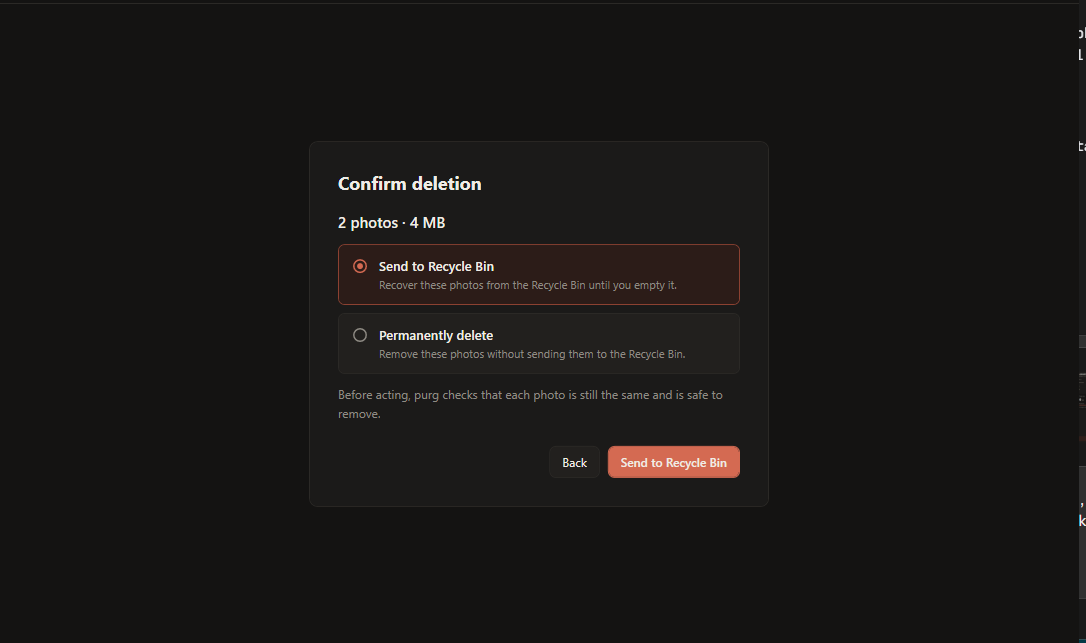 Confirm deletion
2 photos · 4 MB
Send to Recycle Bin
Recover these photos from the Recycle Bin until you empty it.
Permanently delete
Remove these photos without sending them to the Recycle Bin.
Before acting, purg checks that each photo is still the same and is safe to
remove.
Back
Send to Recycle Bin